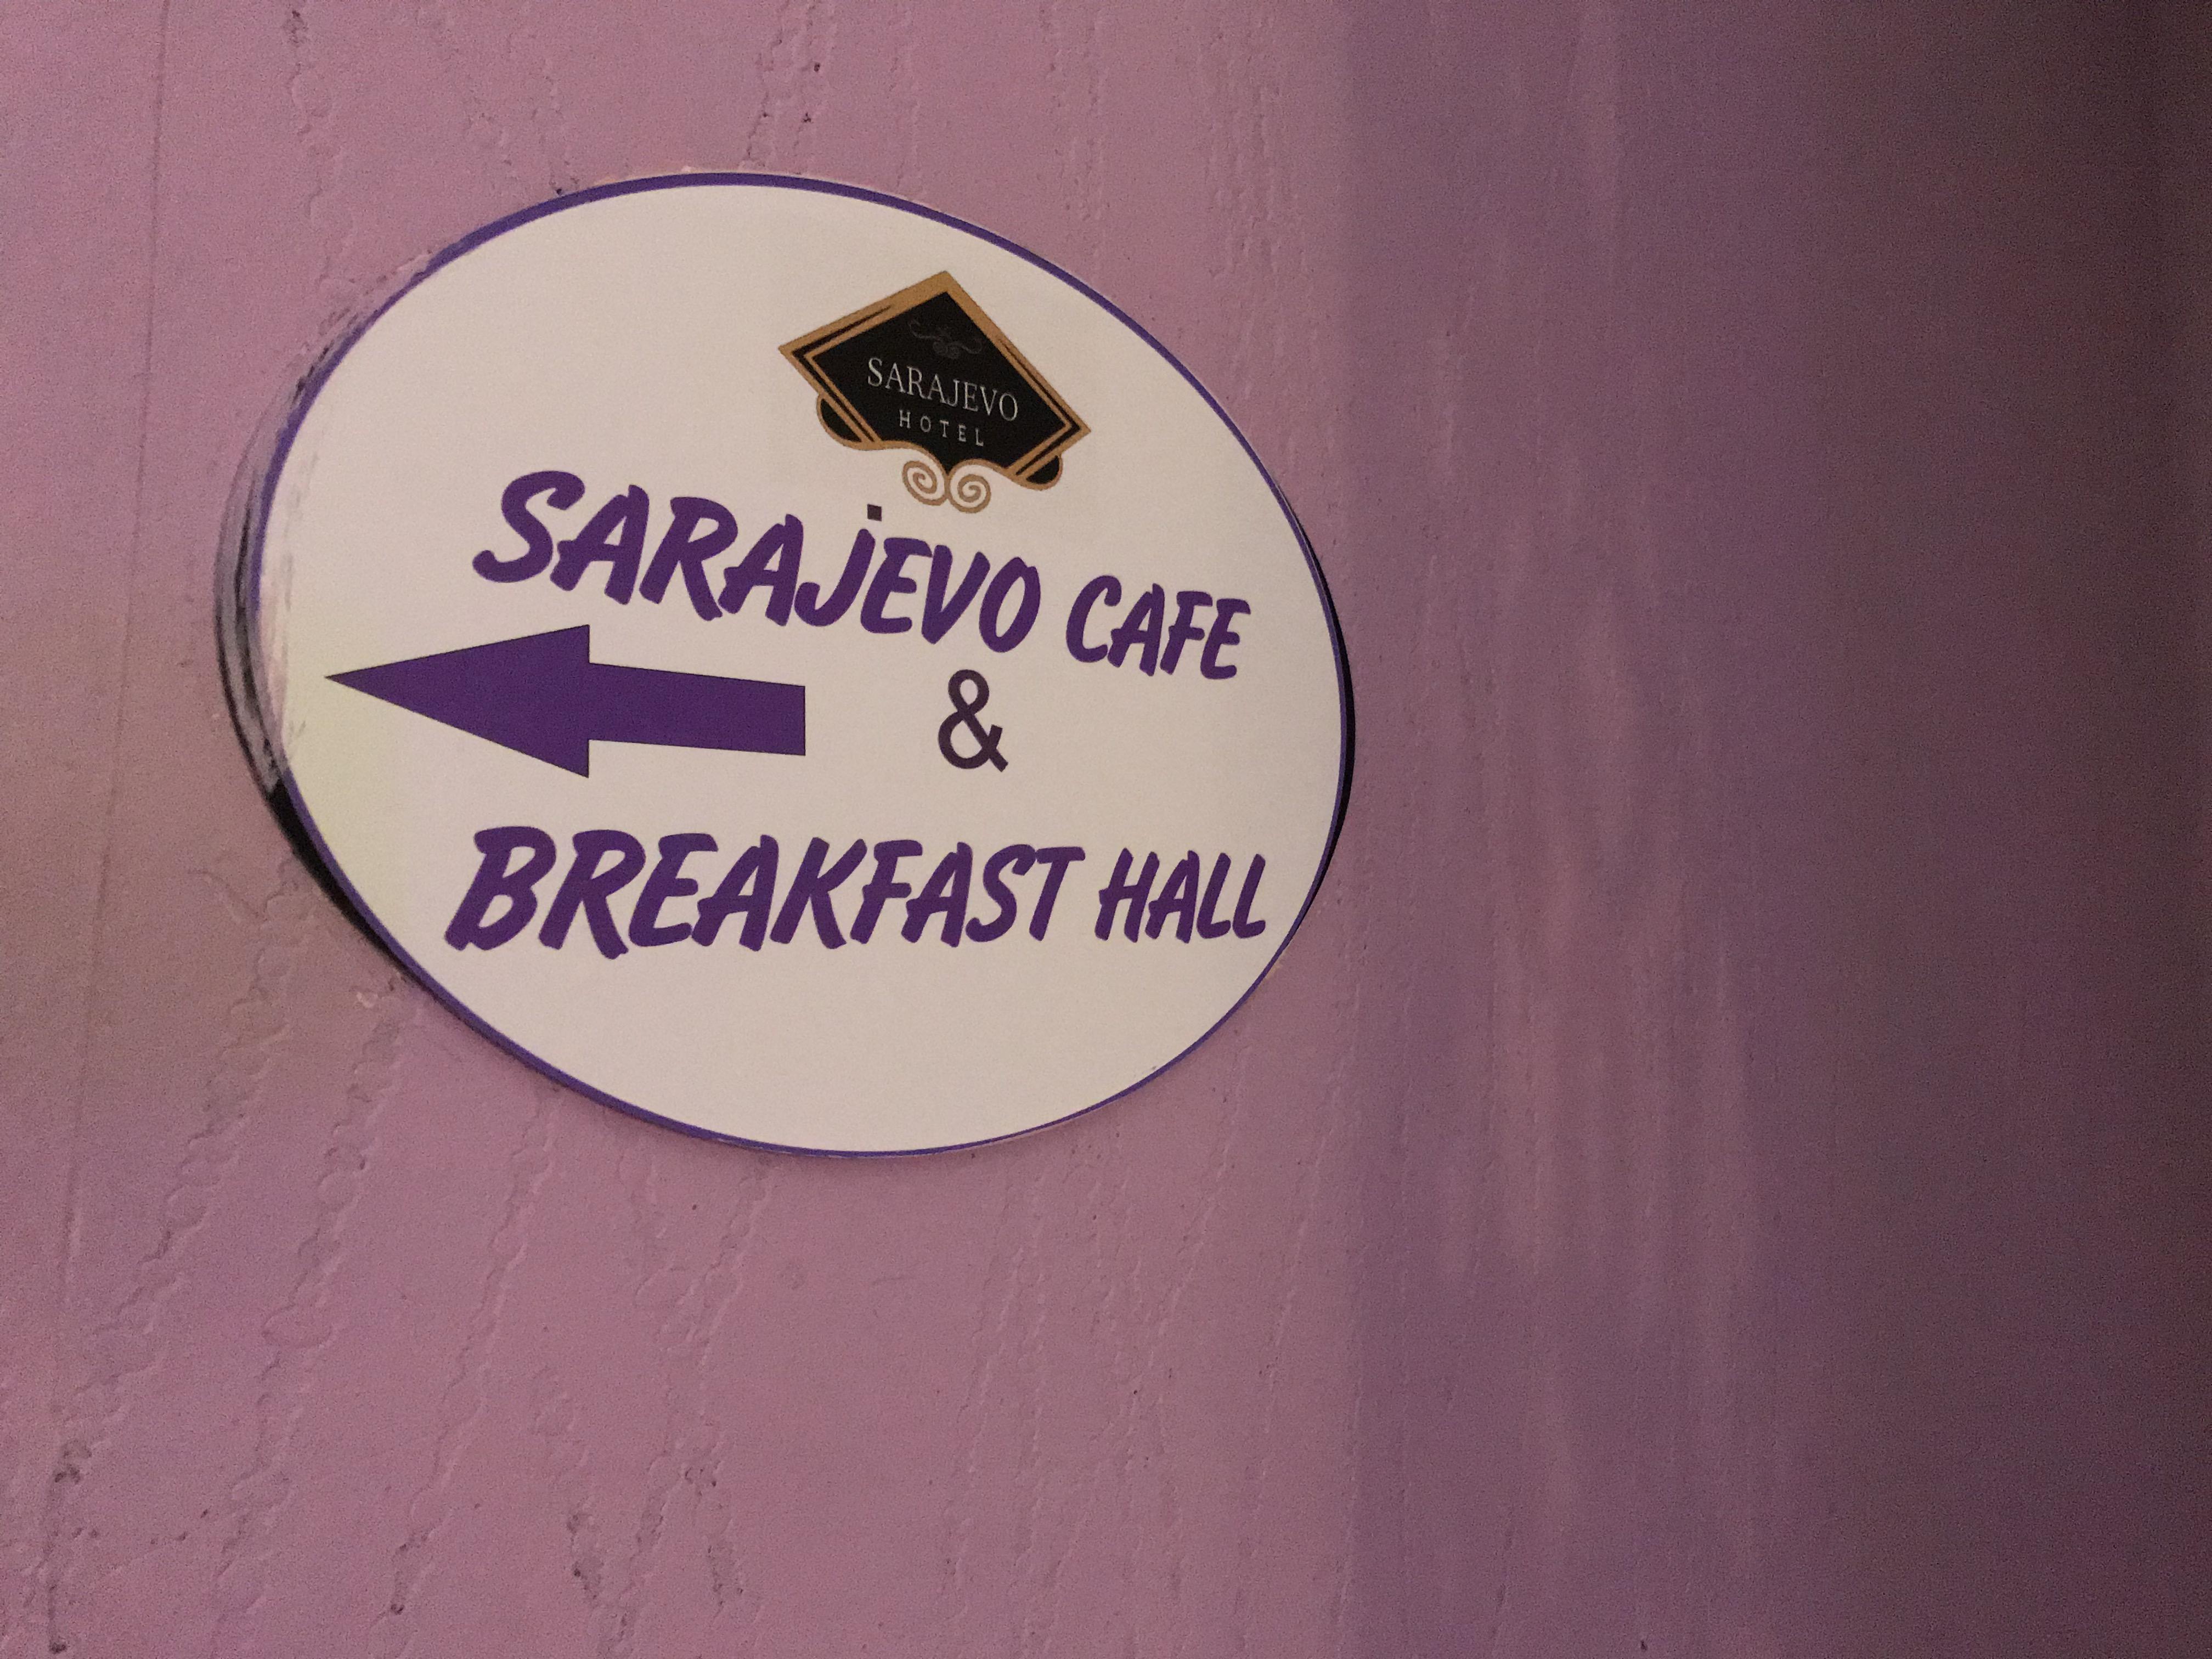 SARAJEVO
HOTEL
SARAJEVO CAFE
&
BREAKFAST HALL